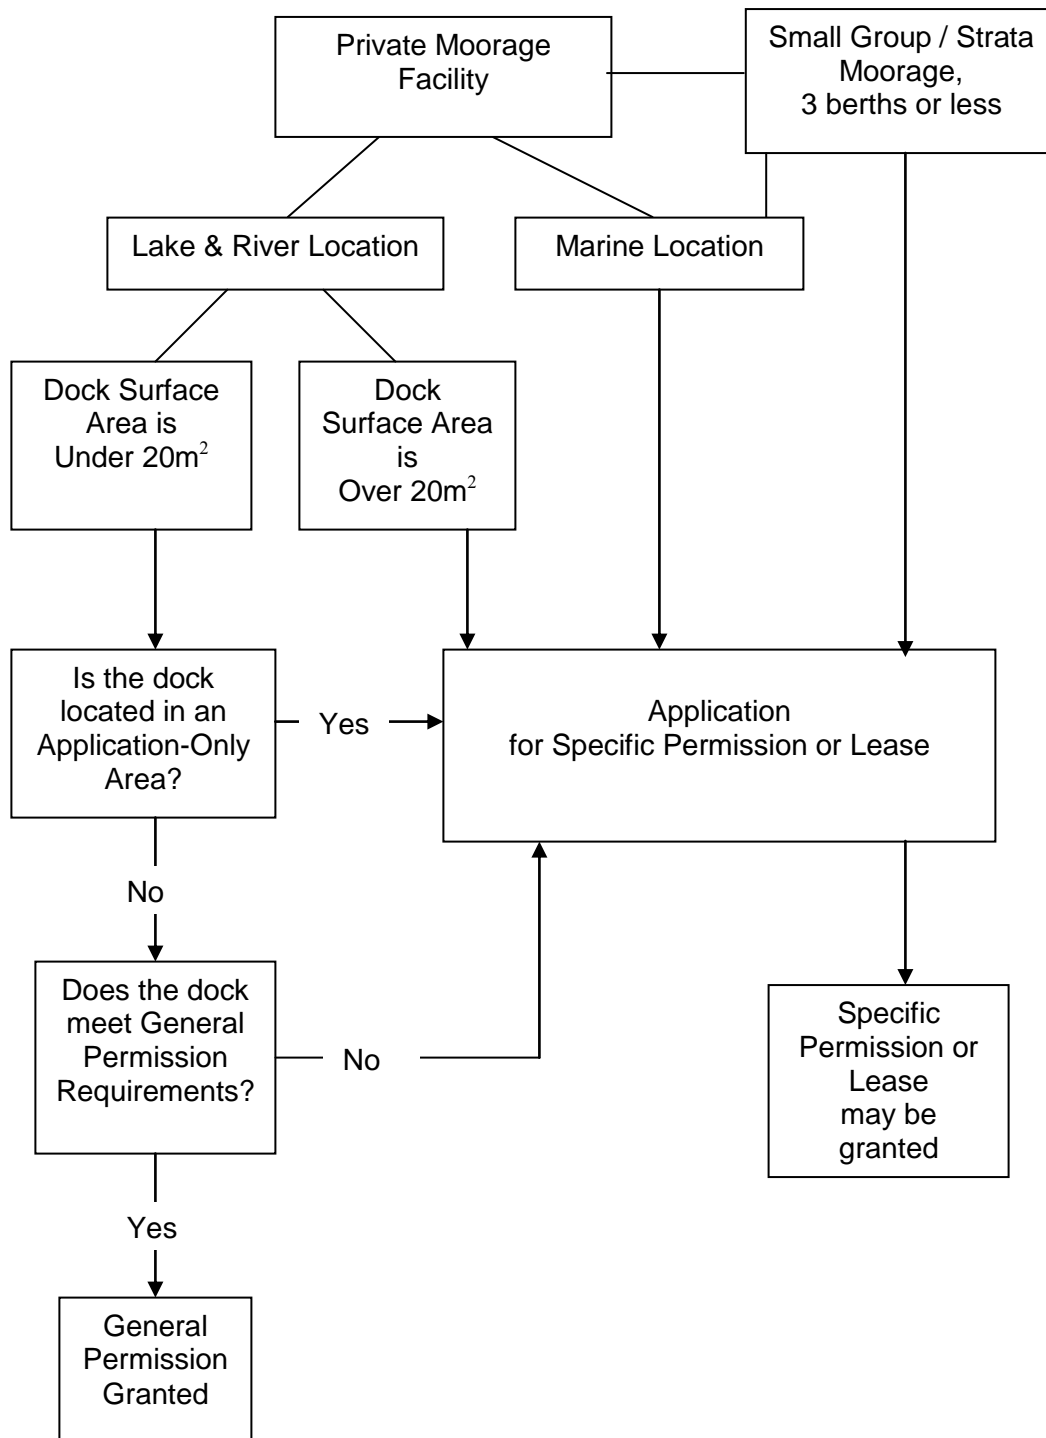 Private Moorage
Facility
Small Group / Strata
Moorage,
3 berths or less
Lake & River Location
Marine Location
Dock Surface
Area is
Under 20m²
Dock
Surface Area
is
Over 20m²
Is the dock
located in an
Application-Only
Area?
Yes
Application
for Specific Permission or Lease
No
Does the dock
meet General
Permission
Requirements?
No
Specific
Permission or
Lease
may be
granted
Yes
General
Permission
Granted